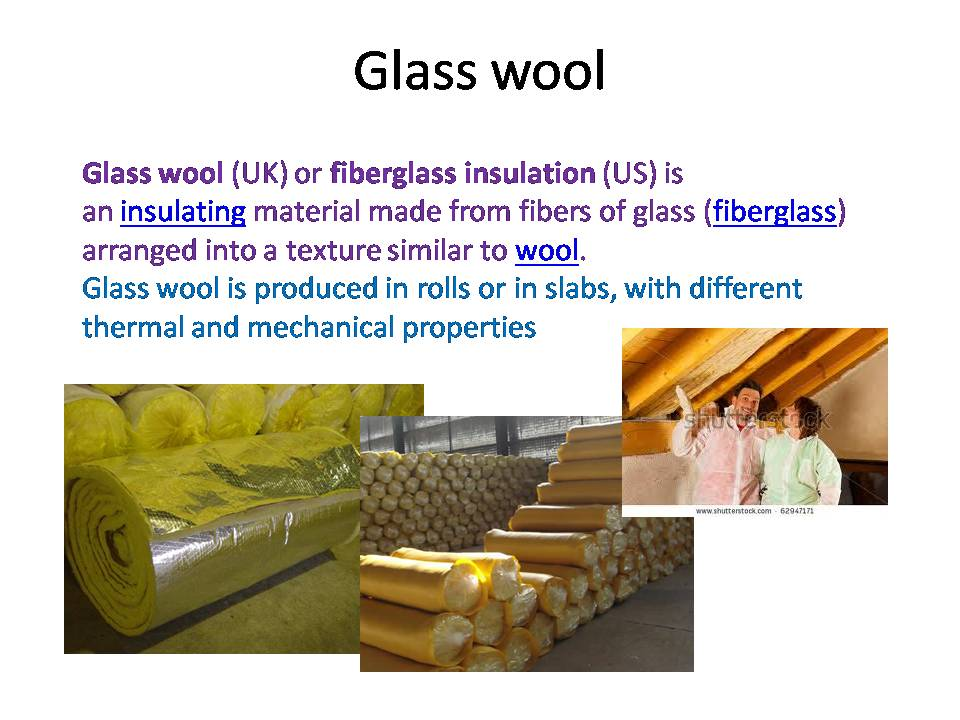 Glass wool
Glass wool (UK) or fiberglass insulation (US) is
an insulating material made from fibers of glass (fiberglass)
arranged into a texture similar to wool.
Glass wool is produced in rolls or in slabs, with different
thermal and mechanical properties
shutterstock
www.shutterstock.com · 62947171